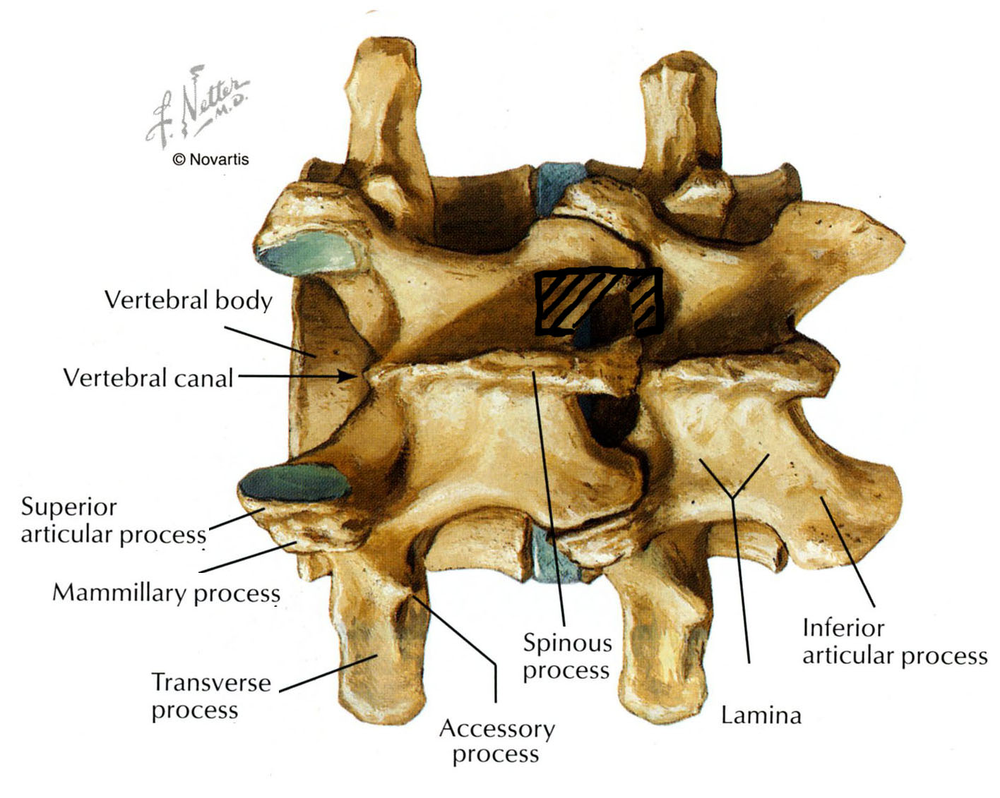 F. Netter
M.D.
© Novartis
Vertebral body
Vertebral canal
Superior
articular process
Mammillary process
Transverse
process
Accessory
process
Spinous
process
Lamina
Inferior
articular process